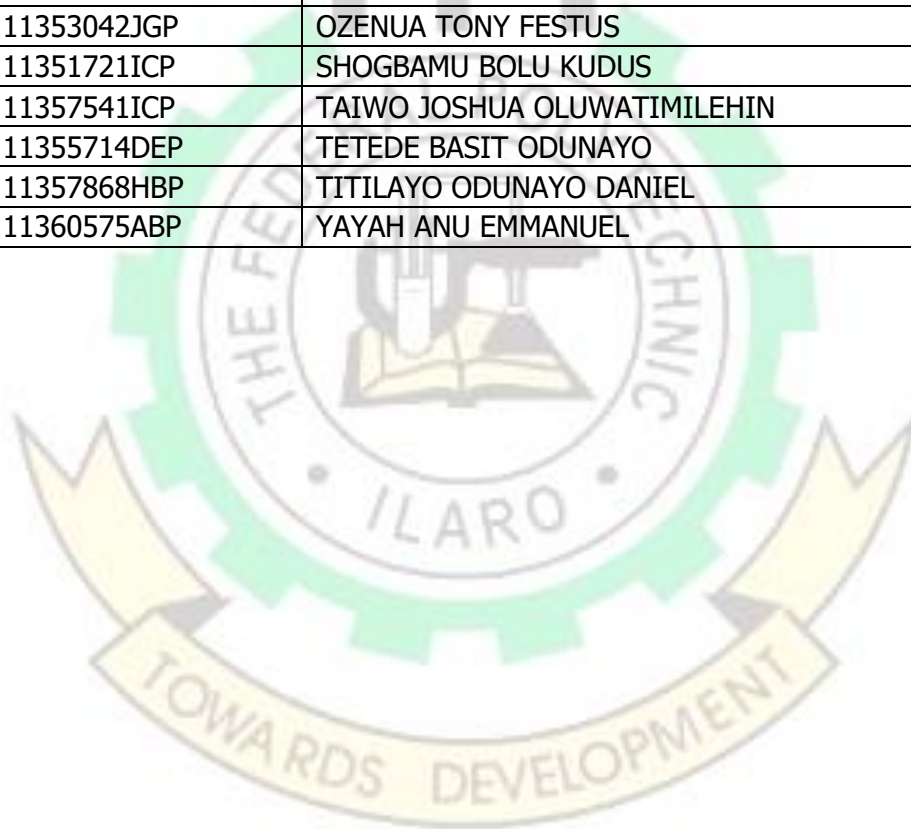 11353042JGP OZENUA TONY FESTUS
11351721ICP SHOGBAMU BOLU KUDUS
11357541ICP TAIWO JOSHUA OLUWATIMILEHIN
11355714DEP TETEDE BASIT ODUNAYO
11357868HBP TITILAYO ODUNAYO DANIEL
11360575ABP YAYAH ANU EMMANUEL
THE FEDERAL POLYTECHNIC
ILARO
TOWARDS DEVELOPMENT